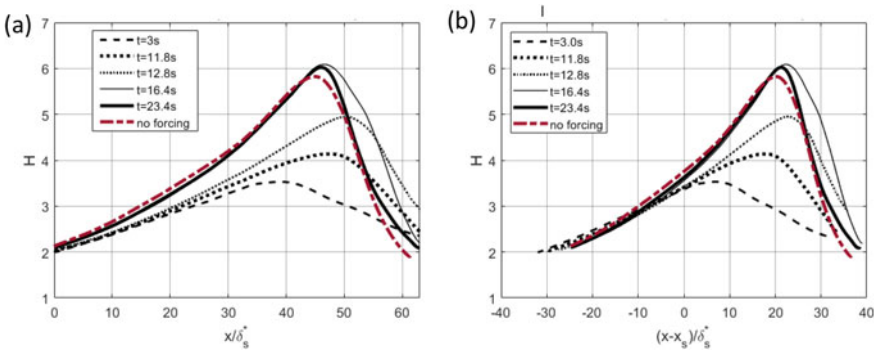 (a)
7
6
5
4
3
2
1
H
t=3s
t=11.8s
t=12.8s
t=16.4s
t=23.4s
no forcing
0
10
20
30
40
50
60
x/δ*s
(b)
7
6
5
4
3
2
1
H
t=3.0s
t=11.8s
t=12.8s
t=16.4s
t=23.4s
no forcing
-40
-30
-20
-10
0
10
20
30
40
(x-xs)/δ*s